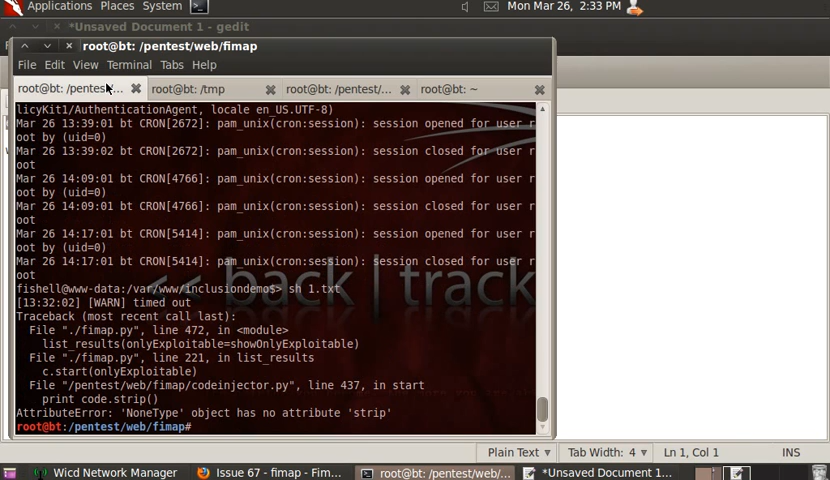 Applications Places System Mon Mar 26, 2:33 PM
*Unsaved Document 1 - gedit
root@bt: /pentest/web/fimap
File Edit View Terminal Tabs Help
root@bt: /pentest/... root@bt: /tmp root@bt: /pentest/... root@bt: ~
licyKit1/AuthenticationAgent, locale en_US.UTF-8)
Mar 26 13:39:01 bt CRON[2672]: pam_unix(cron:session): session opened for user r
oot by (uid=0)
Mar 26 13:39:02 bt CRON[2672]: pam_unix(cron:session): session closed for user r
oot
Mar 26 14:09:01 bt CRON[4766]: pam_unix(cron:session): session opened for user r
oot by (uid=0)
Mar 26 14:09:01 bt CRON[4766]: pam_unix(cron:session): session closed for user r
oot
Mar 26 14:17:01 bt CRON[5414]: pam_unix(cron:session): session opened for user r
oot by (uid=0)
Mar 26 14:17:01 bt CRON[5414]: pam_unix(cron:session): session closed for user r
oot
<< back | track
fishell@www-data:/var/www/inclusiondemo$> sh 1.txt
[13:32:02] [WARN] timed out
Traceback (most recent call last):
File "./fimap.py", line 472, in <module>
list_results(onlyExploitable=showOnlyExploitable)
File "./fimap.py", line 221, in list_results
c.start(onlyExploitable)
File "/pentest/web/fimap/codeinjector.py", line 437, in start
print code.strip()
AttributeError: 'NoneType' object has no attribute 'strip'
root@bt:/pentest/web/fimap#
Plain Text Tab Width: 4 Ln 1, Col 1 INS
Wicd Network Manager Issue 67 - fimap - Fim... root@bt: /pentest/web/... *Unsaved Document 1...